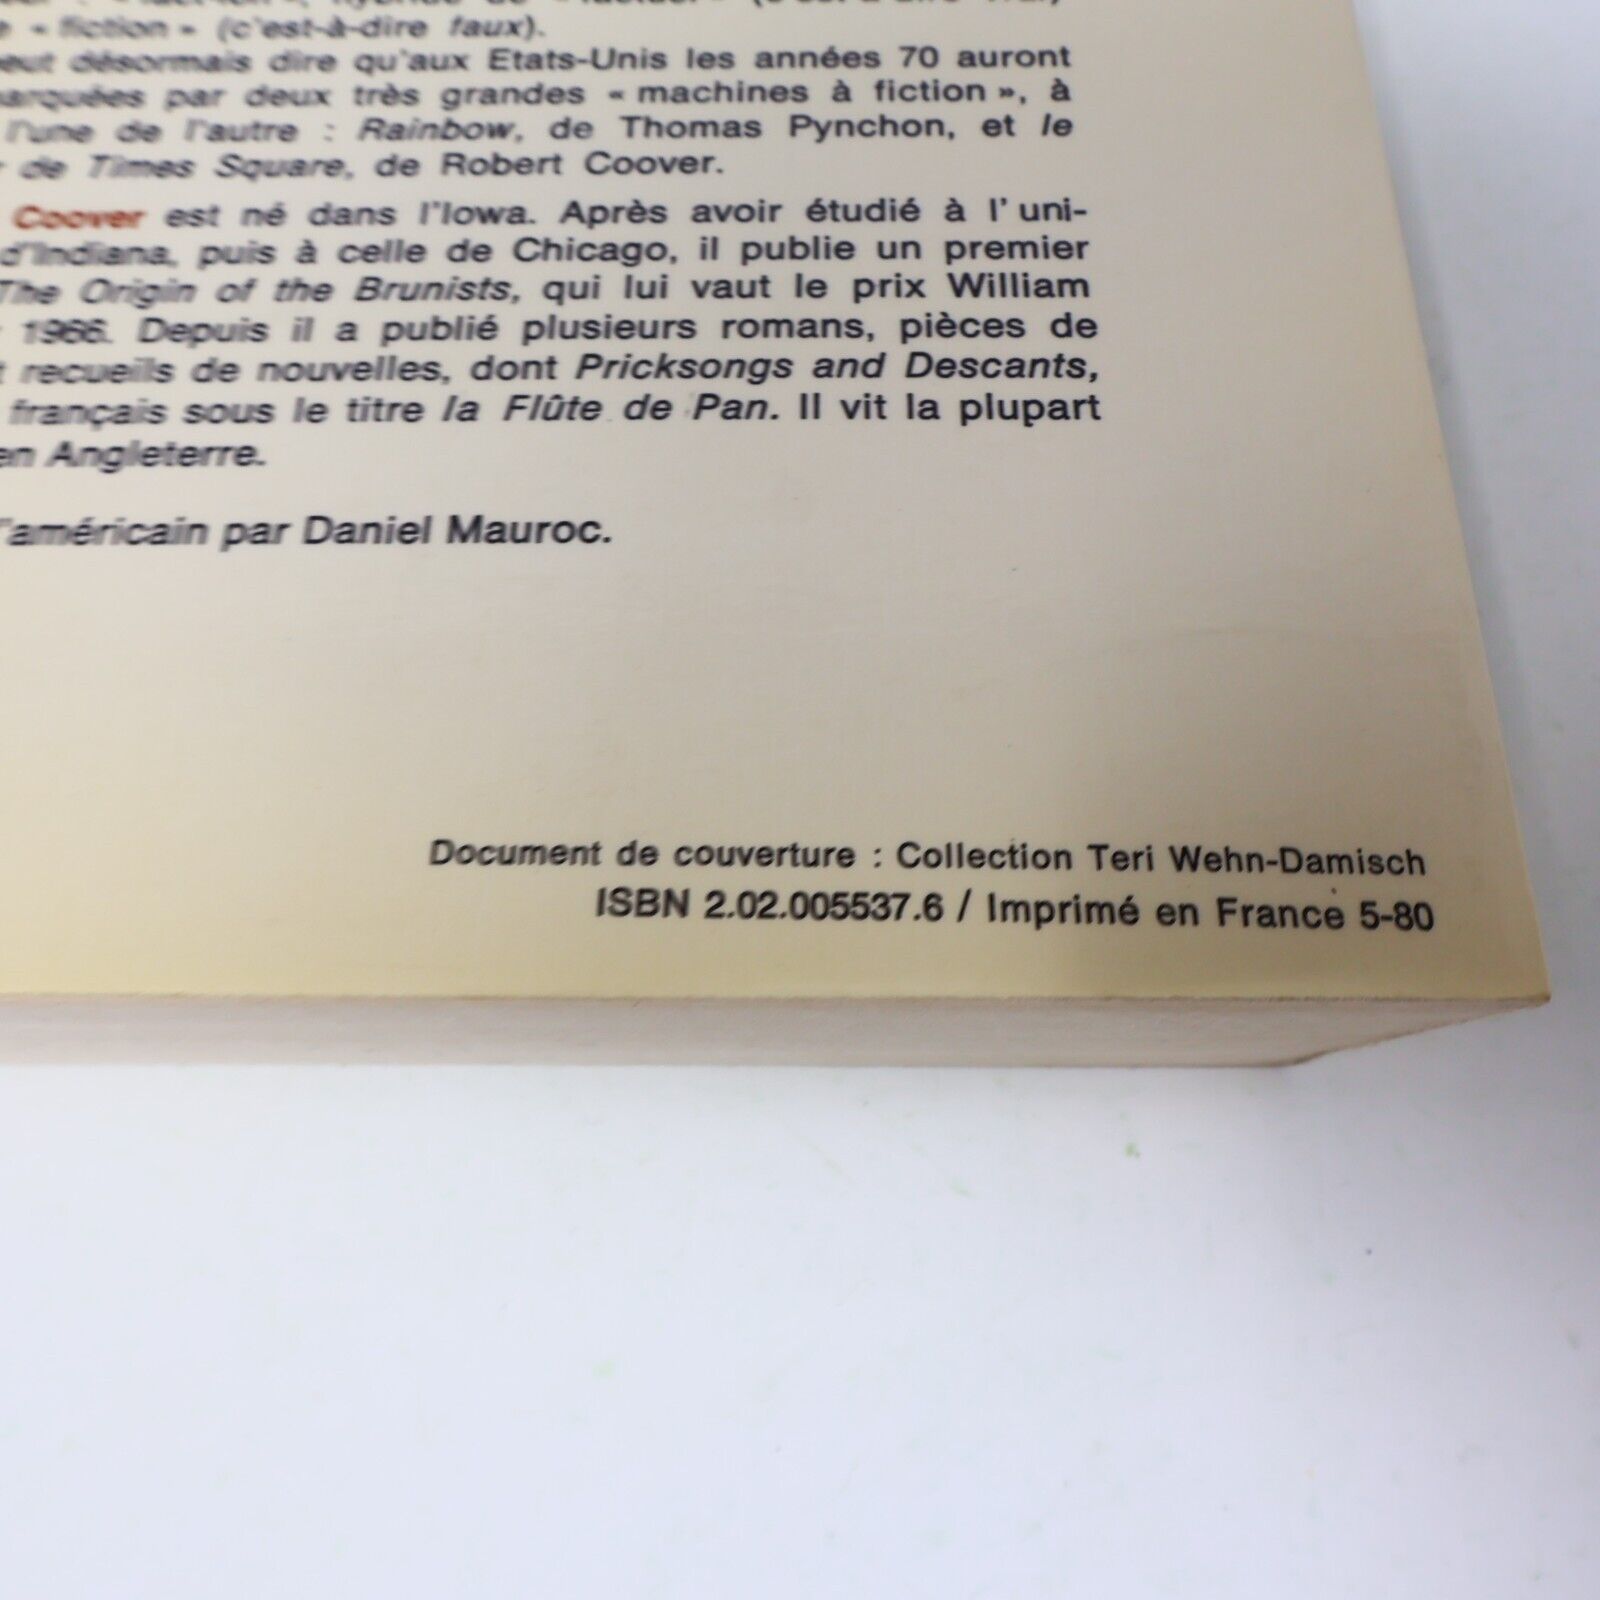 « fiction » (c'est-à-dire faux).
désormais dire qu'aux Etats-Unis les années 70 auront
par deux très grandes « machines à fiction », à
l'une de l'autre : Rainbow, de Thomas Pynchon, et le
de Times Square, de Robert Coover.
Coover est né dans l'Iowa. Après avoir étudié à l'uni-
d'Indiana, puis à celle de Chicago, il publie un premier
The Origin of the Brunists, qui lui vaut le prix William
1966. Depuis il a publié plusieurs romans, pièces de
recueils de nouvelles, dont Pricksongs and Descants,
français sous le titre la Flûte de Pan. Il vit la plupart
en Angleterre.
l'américain par Daniel Mauroc.
Document de couverture : Collection Teri Wehn-Damisch
ISBN 2.02.005537.6 / Imprimé en France 5-80